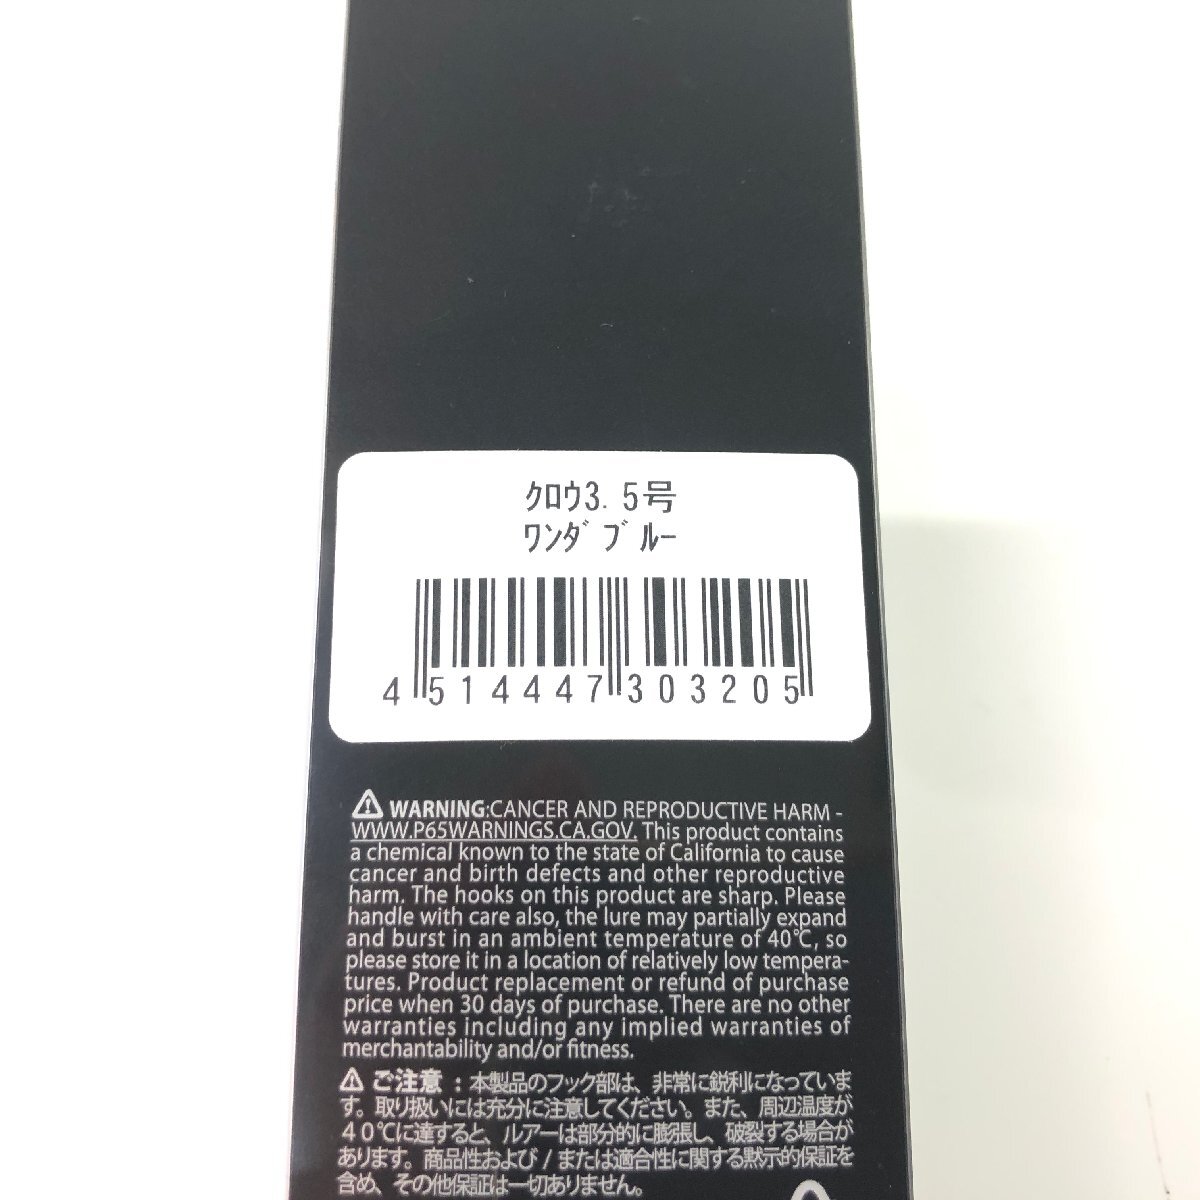 ｸﾛｳ3.5号
ﾜﾝﾀﾞﾌﾞﾙｰ
4 514447 303205
⚠ WARNING:CANCER AND REPRODUCTIVE HARM -
WWW.P65WARNINGS.CA.GOV. This product contains
a chemical known to the state of California to cause
cancer and birth defects and other reproductive
harm. The hooks on this product are sharp. Please
handle with care also, the lure may partially expand
and burst in an ambient temperature of 40℃, so
please store it in a location of relatively low tempera-
tures. Product replacement or refund of purchase
price when 30 days of purchase. There are no other
warranties including any implied warranties of
merchantability and/or fitness.
⚠ ご注意：本製品のフック部は、非常に鋭利になっていま
す。取り扱いには充分に注意してください。また、周辺温度が
４０℃に達すると、ルアーは部分的に膨張し、破裂する場合が
あります。商品性および/または適合性に関する黙示的保証を
含め、その他保証は一切ありません。